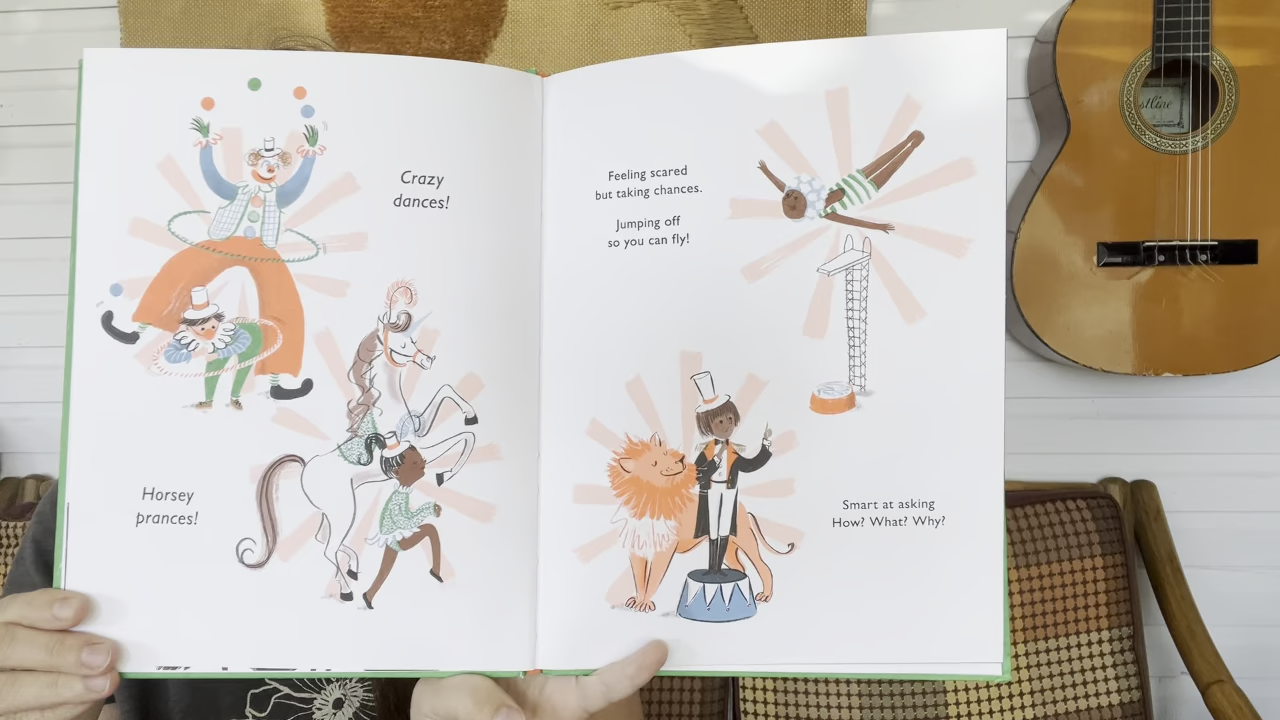 Crazy
dances!
Horsey
prances!
Feeling scared
but taking chances.
Jumping off
so you can fly!
Smart at asking
How? What? Why?